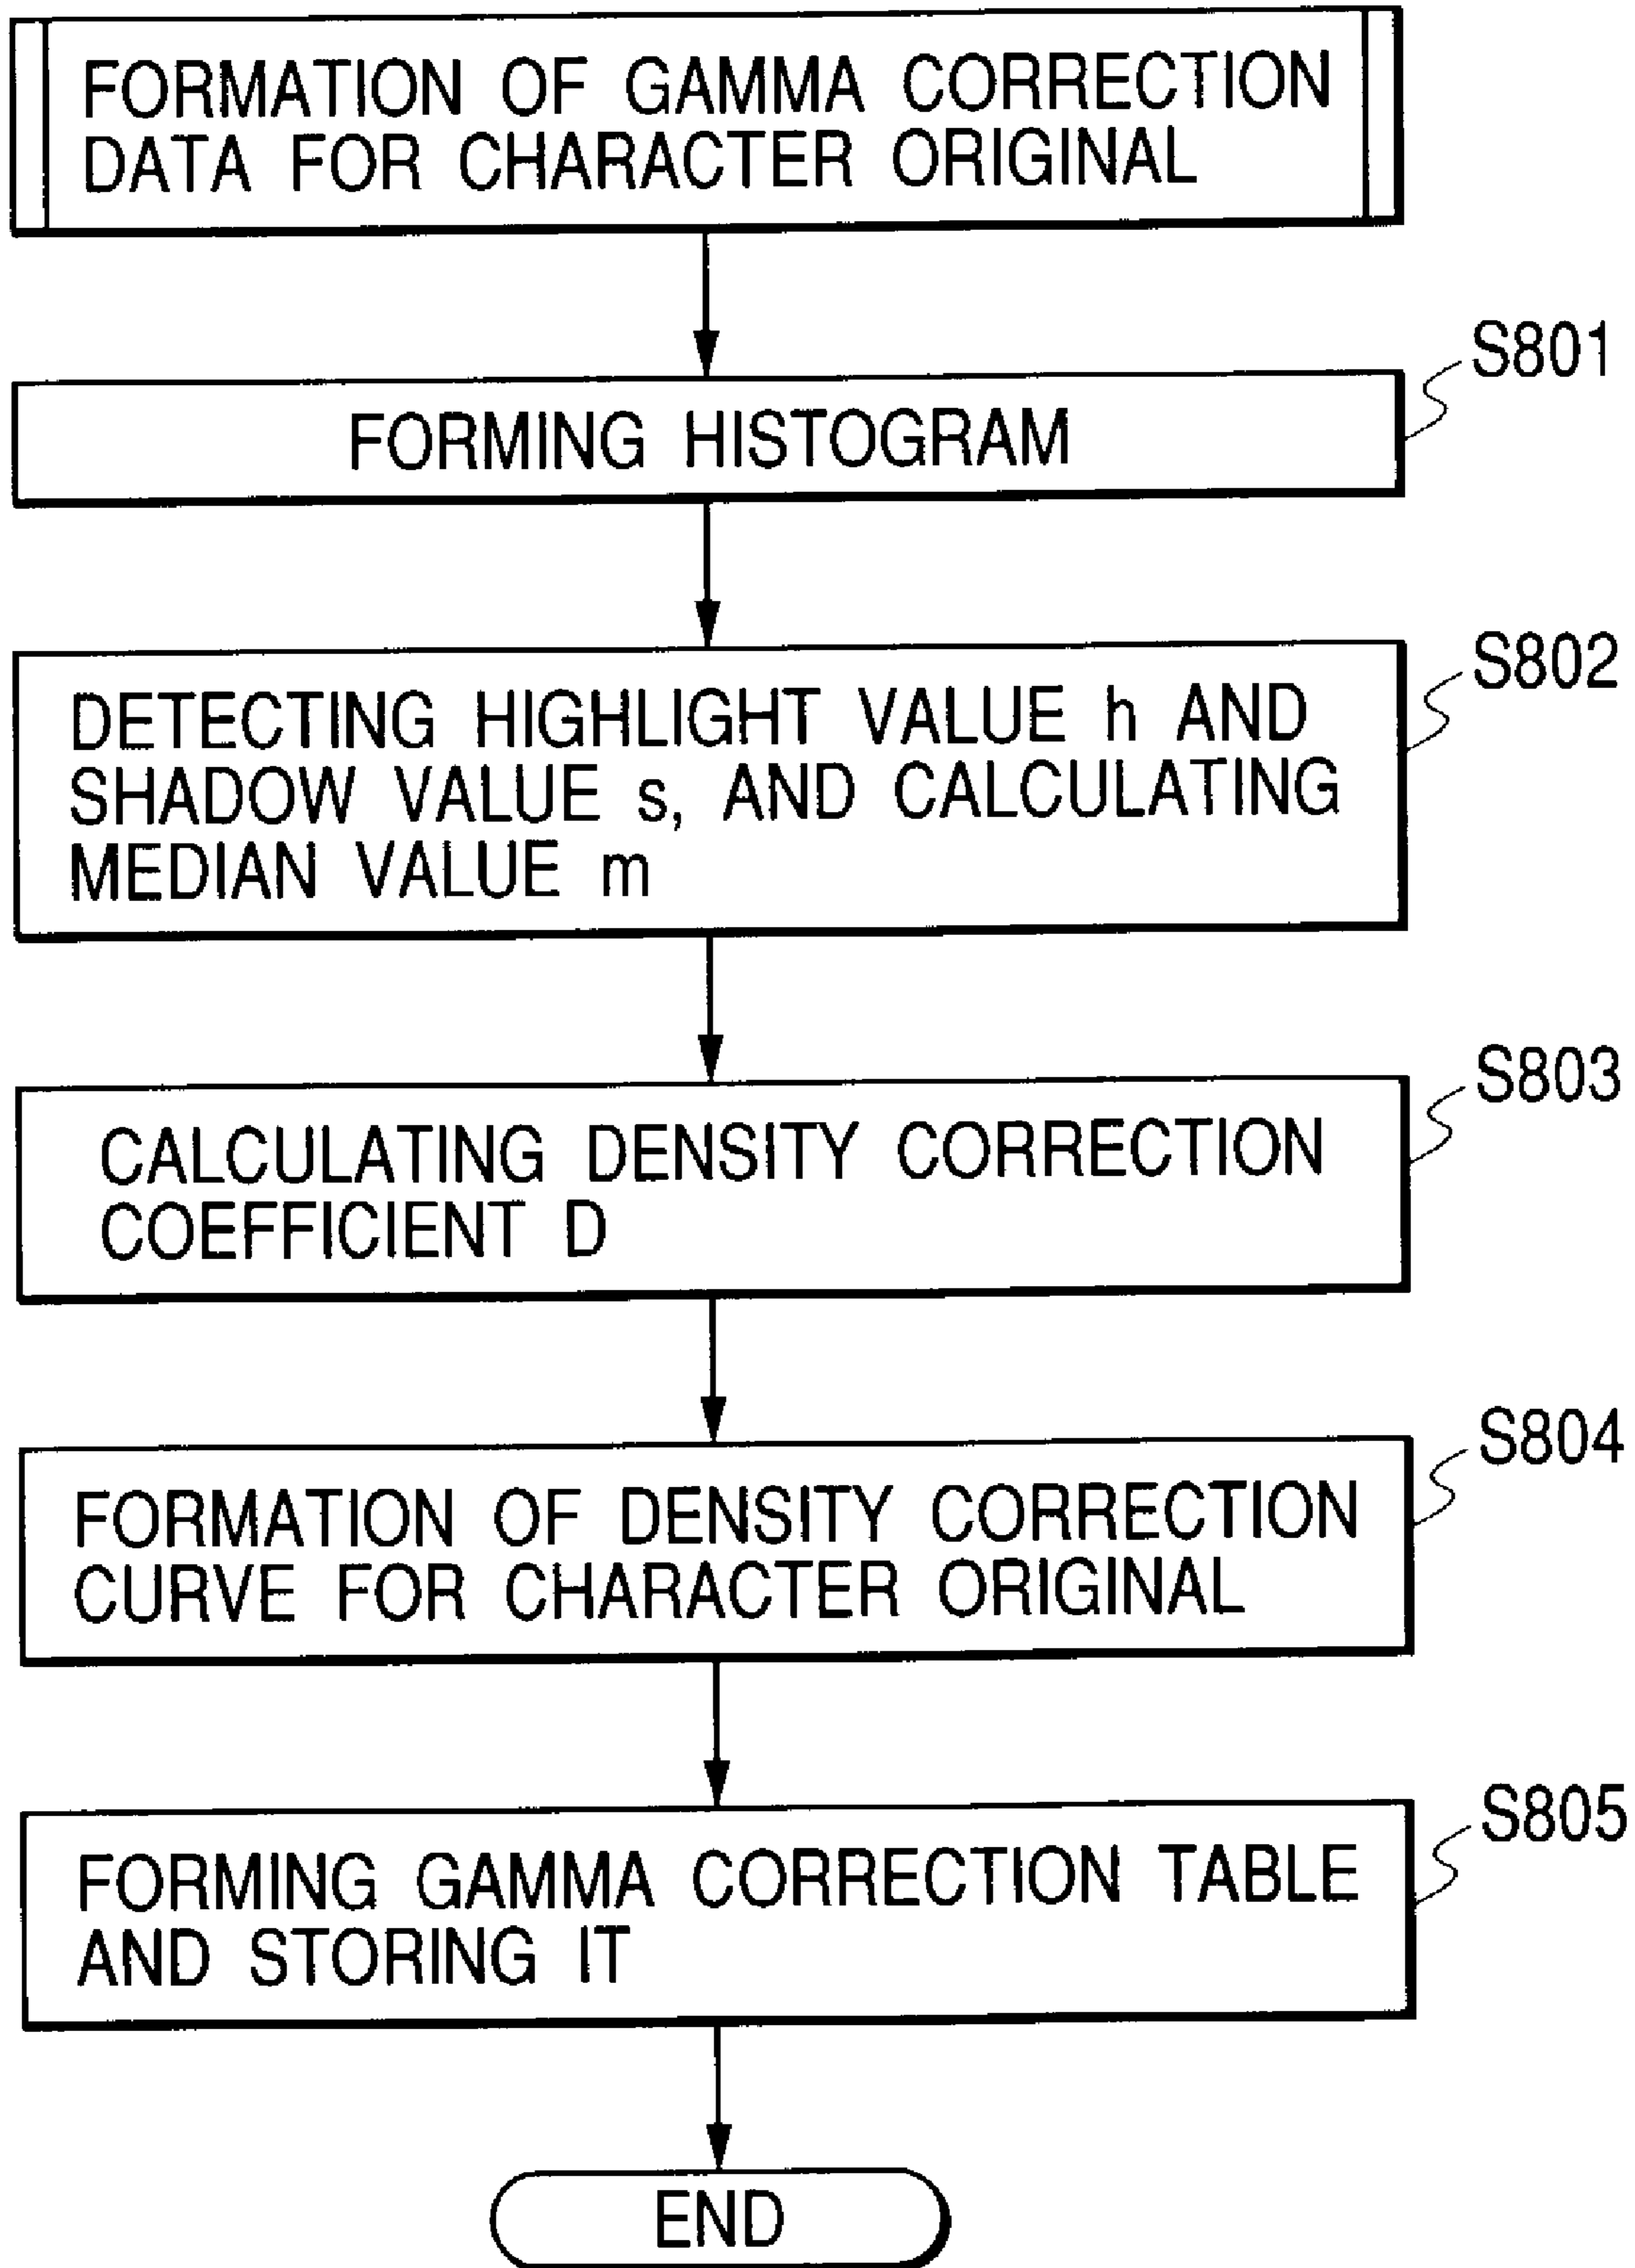 FORMATION OF GAMMA CORRECTION
DATA FOR CHARACTER ORIGINAL
S801
FORMING HISTOGRAM
S802
DETECTING HIGHLIGHT VALUE h AND
SHADOW VALUE s, AND CALCULATING
MEDIAN VALUE m
S803
CALCULATING DENSITY CORRECTION
COEFFICIENT D
S804
FORMATION OF DENSITY CORRECTION
CURVE FOR CHARACTER ORIGINAL
S805
FORMING GAMMA CORRECTION TABLE
AND STORING IT
END